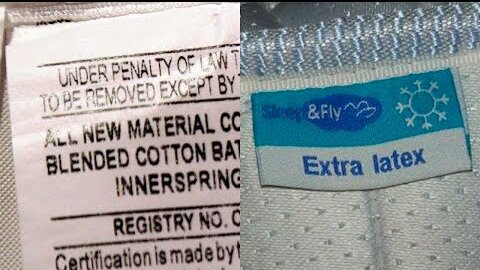 UNDER PENALTY OF LAW T
TO BE REMOVED EXCEPT BY
ALL NEW MATERIAL CO
BLENDED COTTON BAT
INNERSPRING
REGISTRY NO. C
Certification is made by t
Sleep&Fly
Extra latex